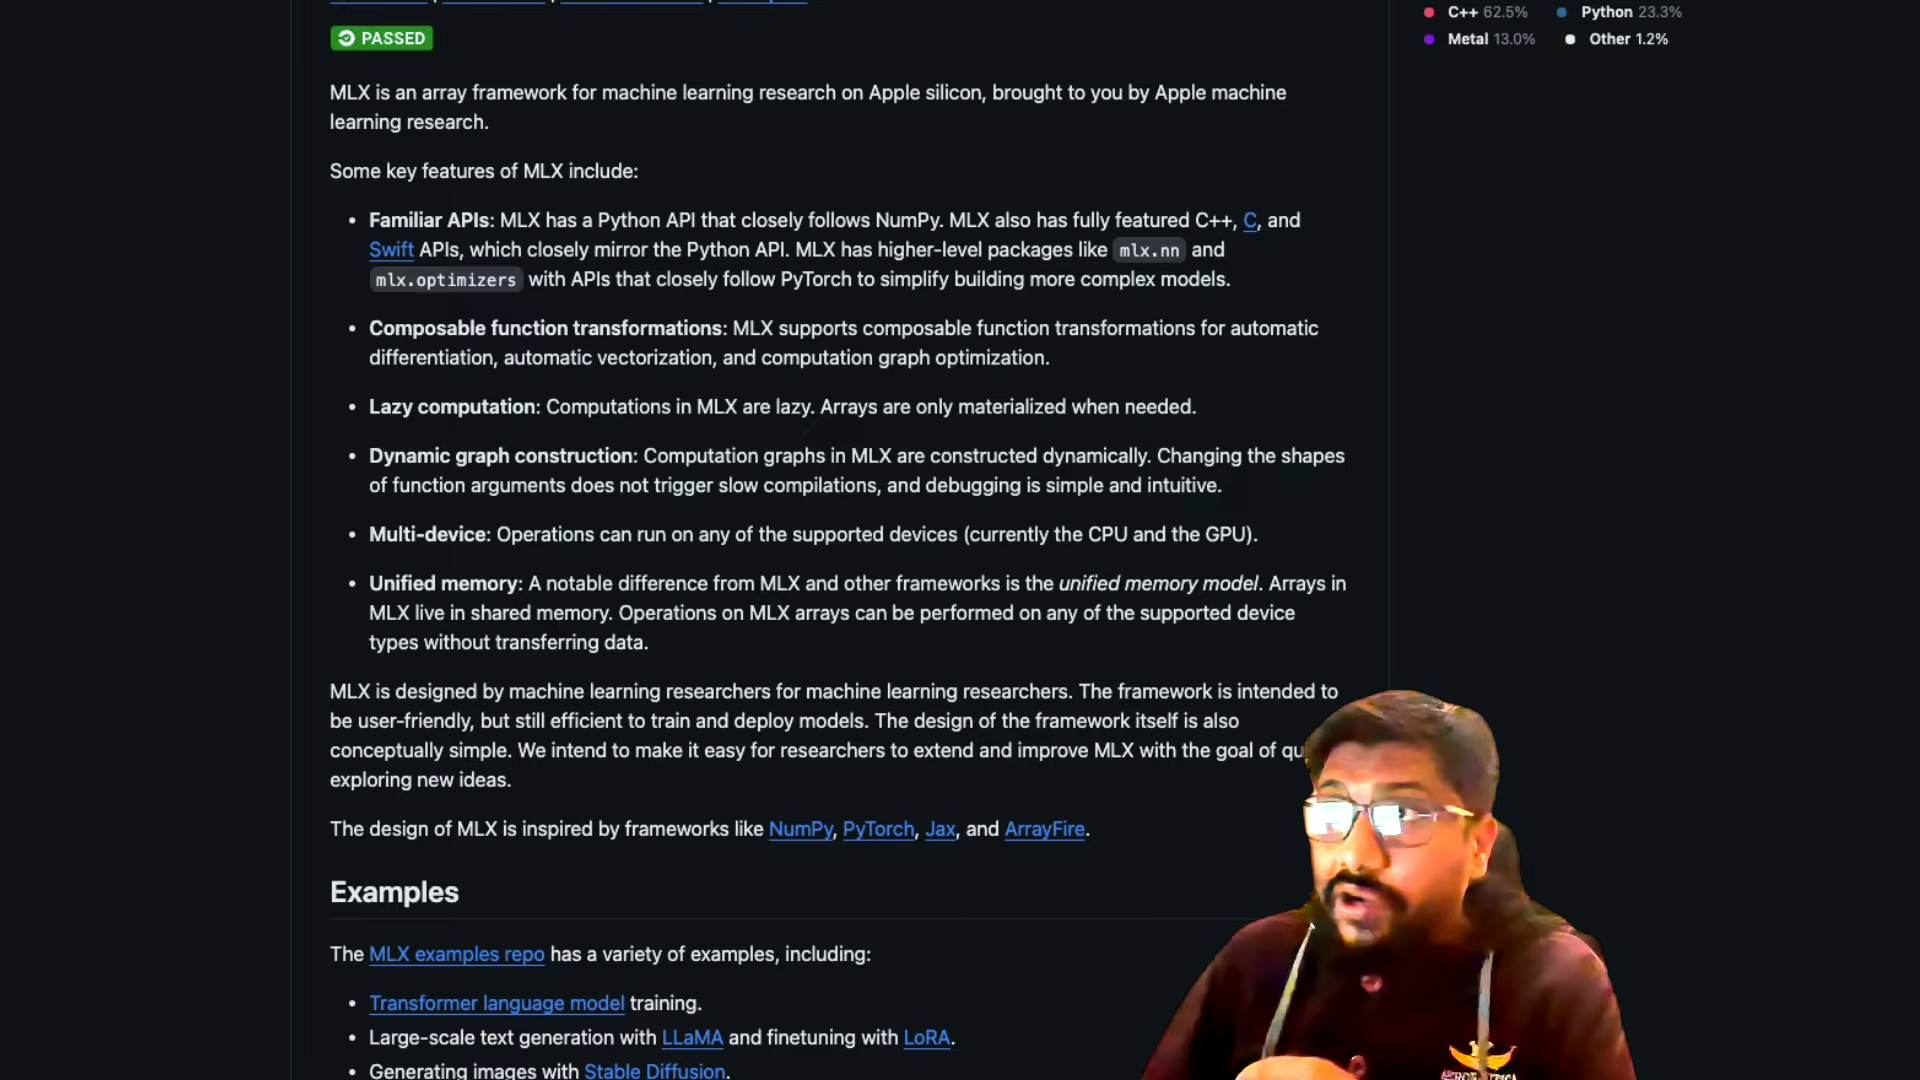 C++ 62.5% Python 23.3%
Metal 13.0% Other 1.2%
PASSED
MLX is an array framework for machine learning research on Apple silicon, brought to you by Apple machine
learning research.
Some key features of MLX include:
• Familiar APIs: MLX has a Python API that closely follows NumPy. MLX also has fully featured C++, C, and
Swift APIs, which closely mirror the Python API. MLX has higher-level packages like mlx.nn and
mlx.optimizers with APIs that closely follow PyTorch to simplify building more complex models.
• Composable function transformations: MLX supports composable function transformations for automatic
differentiation, automatic vectorization, and computation graph optimization.
• Lazy computation: Computations in MLX are lazy. Arrays are only materialized when needed.
• Dynamic graph construction: Computation graphs in MLX are constructed dynamically. Changing the shapes
of function arguments does not trigger slow compilations, and debugging is simple and intuitive.
• Multi-device: Operations can run on any of the supported devices (currently the CPU and the GPU).
• Unified memory: A notable difference from MLX and other frameworks is the unified memory model. Arrays in
MLX live in shared memory. Operations on MLX arrays can be performed on any of the supported device
types without transferring data.
MLX is designed by machine learning researchers for machine learning researchers. The framework is intended to
be user-friendly, but still efficient to train and deploy models. The design of the framework itself is also
conceptually simple. We intend to make it easy for researchers to extend and improve MLX with the goal of qu
exploring new ideas.
The design of MLX is inspired by frameworks like NumPy, PyTorch, Jax, and ArrayFire.
Examples
The MLX examples repo has a variety of examples, including:
• Transformer language model training.
• Large-scale text generation with LLaMA and finetuning with LoRA.
• Generating images with Stable Diffusion.